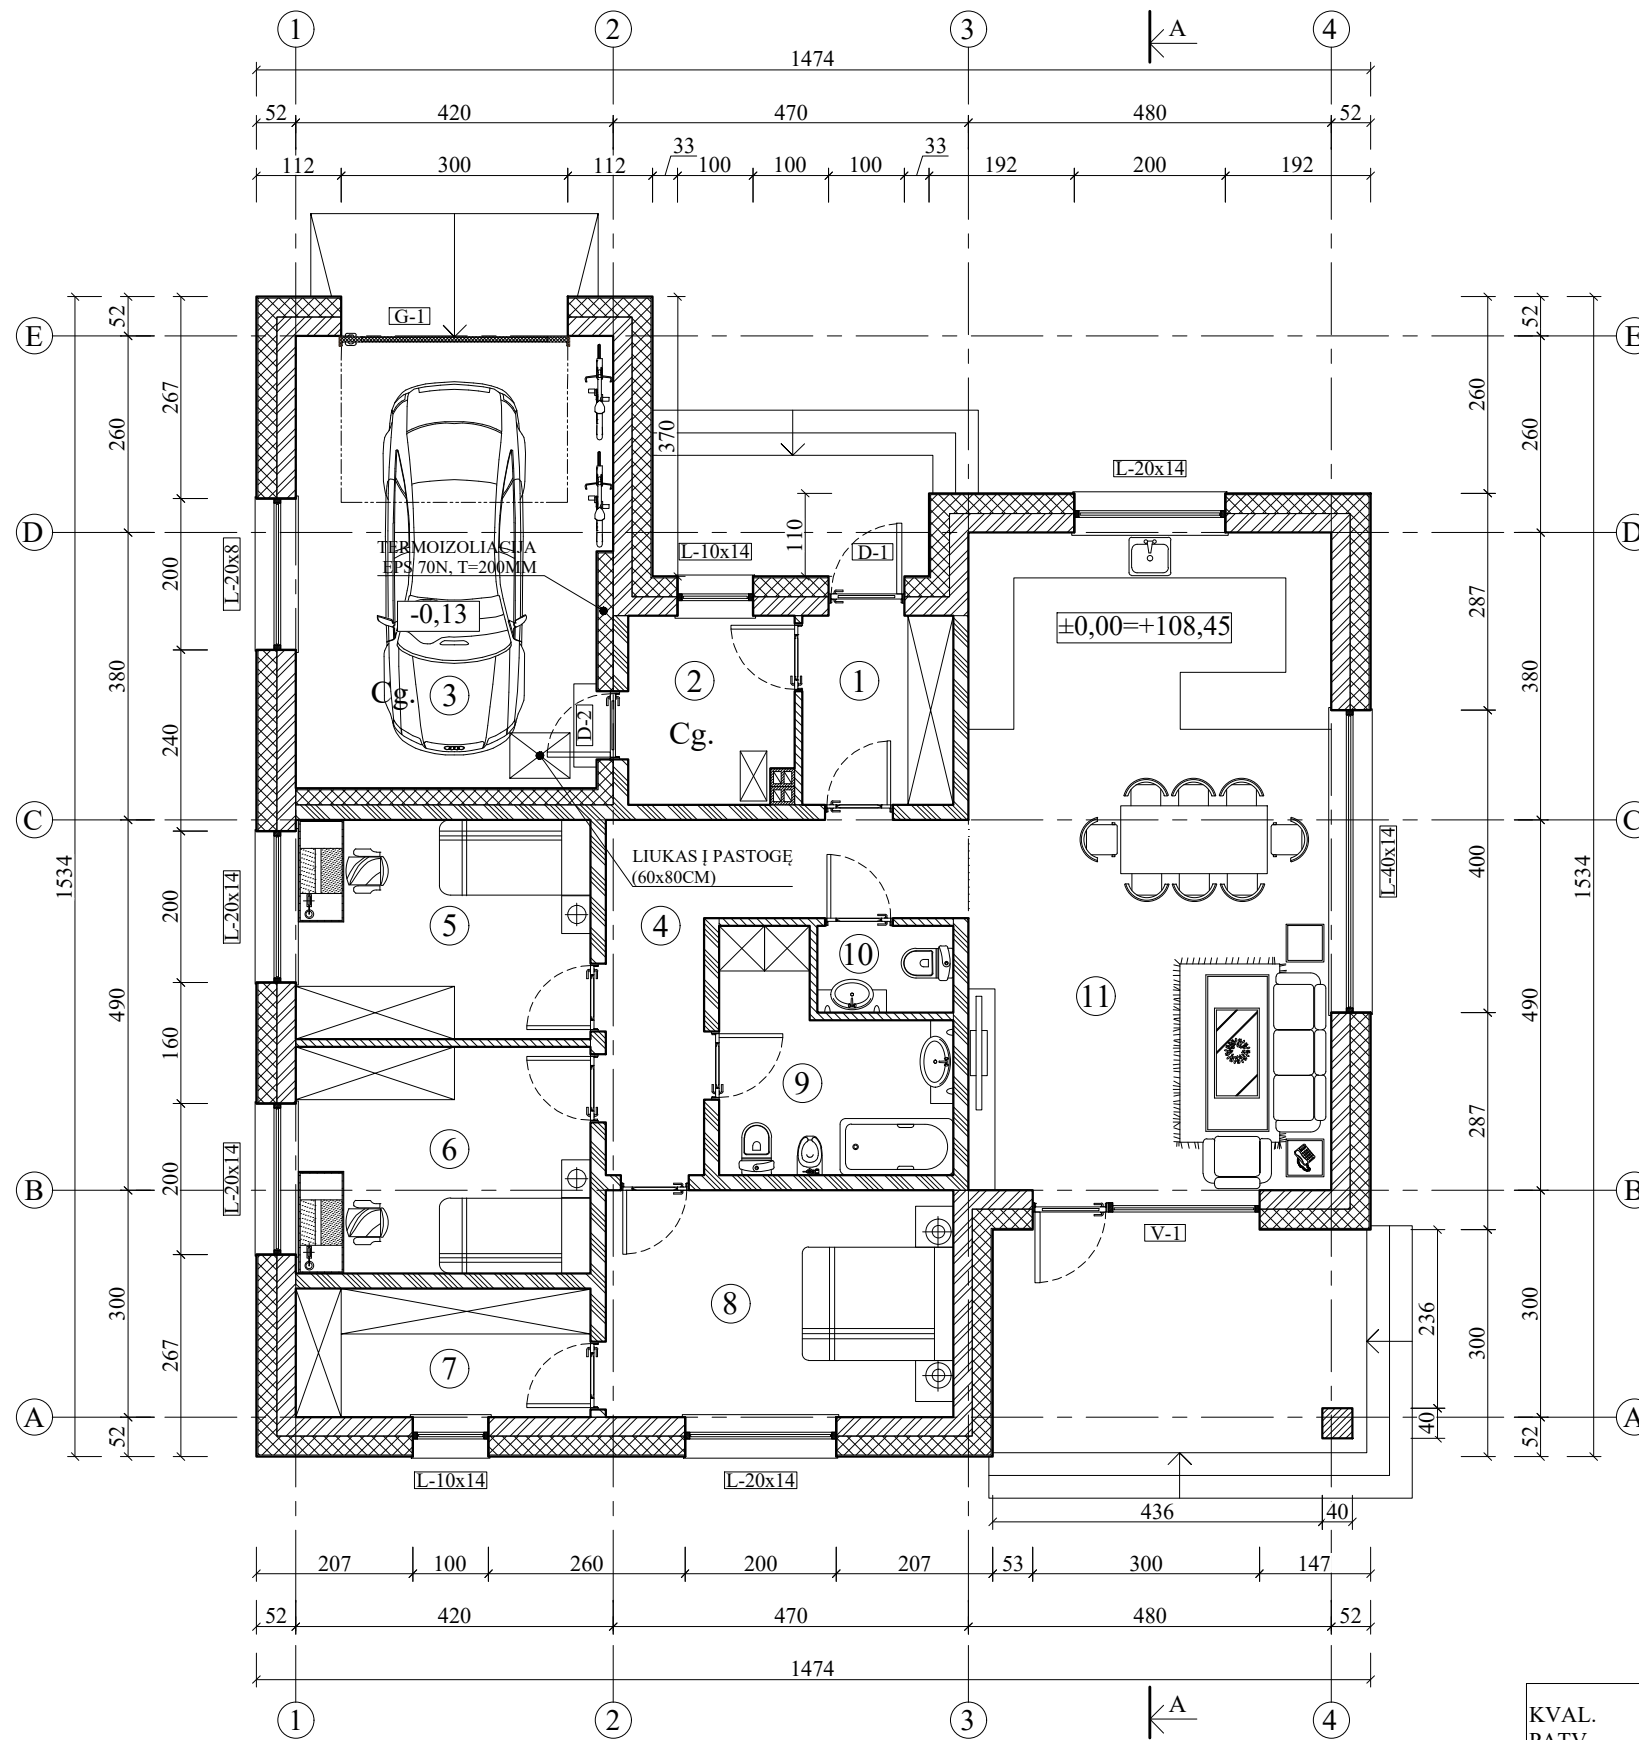 1 2 3 4 A
1474
52 420 470 480 52
112 300 112 33 100 100 100 33 192 200 192
G-1
E E
52 52
267
260 260 260
370
L-20x14
D D
110
L-10x14 D-1
TERMOIZOLIACIJA
EPS 70N, T=200MM
L-20x8
200
287
-0,13
±0,00=+108,45
380 380
Cg. 3 2 1
Cg.
D-2
240
C C
LIUKAS Į PASTOGĘ
(60x80CM)
1534 1534
L-20x14
200
400
L-40x14
5 4 10
11
490 490
160
9
6
287
L-20x14
200
B B
V-1
8
300 300
236
300
267
7
A A
40
52 52
L-10x14 L-20x14
436 40
207 100 260 200 207 53 300 147
52 420 470 480 52
1474
1 2 3 4 A
KVAL.
PATV.